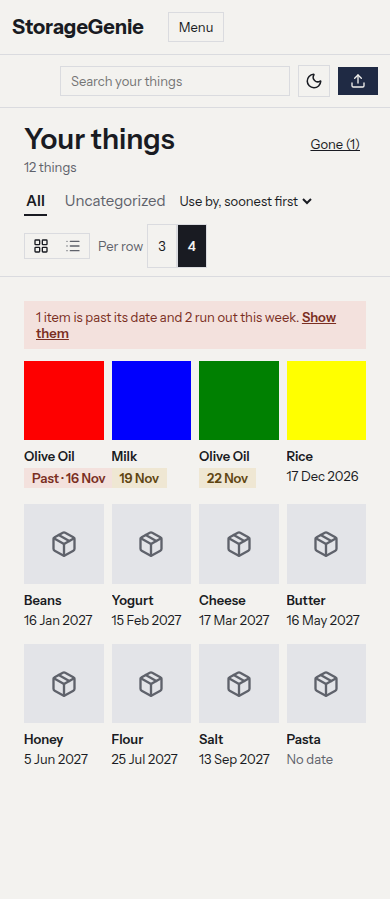 StorageGenie
Menu
Search your things
Your things
Gone (1)
12 things
All Uncategorized Use by, soonest first
Per row 3 4
1 item is past its date and 2 run out this week. Show
them
Olive Oil Milk Olive Oil Rice
Past · 16 Nov 19 Nov 22 Nov 17 Dec 2026
Beans Yogurt Cheese Butter
16 Jan 2027 15 Feb 2027 17 Mar 2027 16 May 2027
Honey Flour Salt Pasta
5 Jun 2027 25 Jul 2027 13 Sep 2027 No date